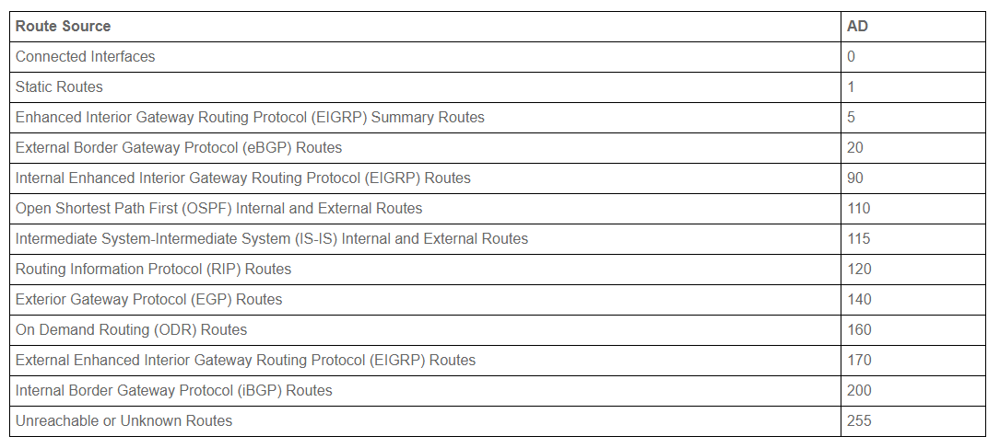 Route Source AD
Connected Interfaces 0
Static Routes 1
Enhanced Interior Gateway Routing Protocol (EIGRP) Summary Routes 5
External Border Gateway Protocol (eBGP) Routes 20
Internal Enhanced Interior Gateway Routing Protocol (EIGRP) Routes 90
Open Shortest Path First (OSPF) Internal and External Routes 110
Intermediate System-Intermediate System (IS-IS) Internal and External Routes 115
Routing Information Protocol (RIP) Routes 120
Exterior Gateway Protocol (EGP) Routes 140
On Demand Routing (ODR) Routes 160
External Enhanced Interior Gateway Routing Protocol (EIGRP) Routes 170
Internal Border Gateway Protocol (iBGP) Routes 200
Unreachable or Unknown Routes 255